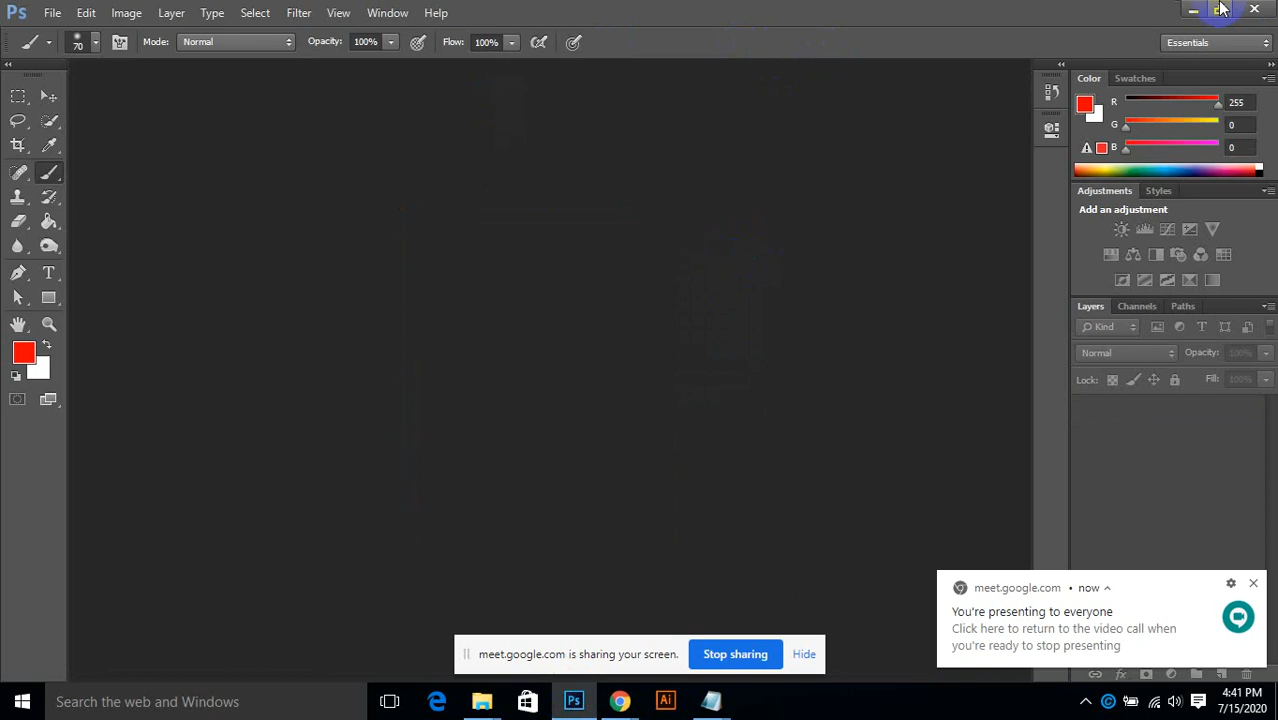 Ps File Edit Image Layer Type Select Filter 3D View Window Help
70 Mode: Normal Opacity: 100% Flow: 100% Essentials
Color Swatches
R 255
G 0
B 0
Adjustments Styles
Add an adjustment
Layers Channels Paths
Kind
Normal Opacity: 100%
Lock: Fill: 100%
meet.google.com • now
You're presenting to everyone
Click here to return to the video call when
you're ready to stop presenting
meet.google.com is sharing your screen. Stop sharing Hide
Search the web and Windows
Ps Ai
4:41 PM
7/15/2020